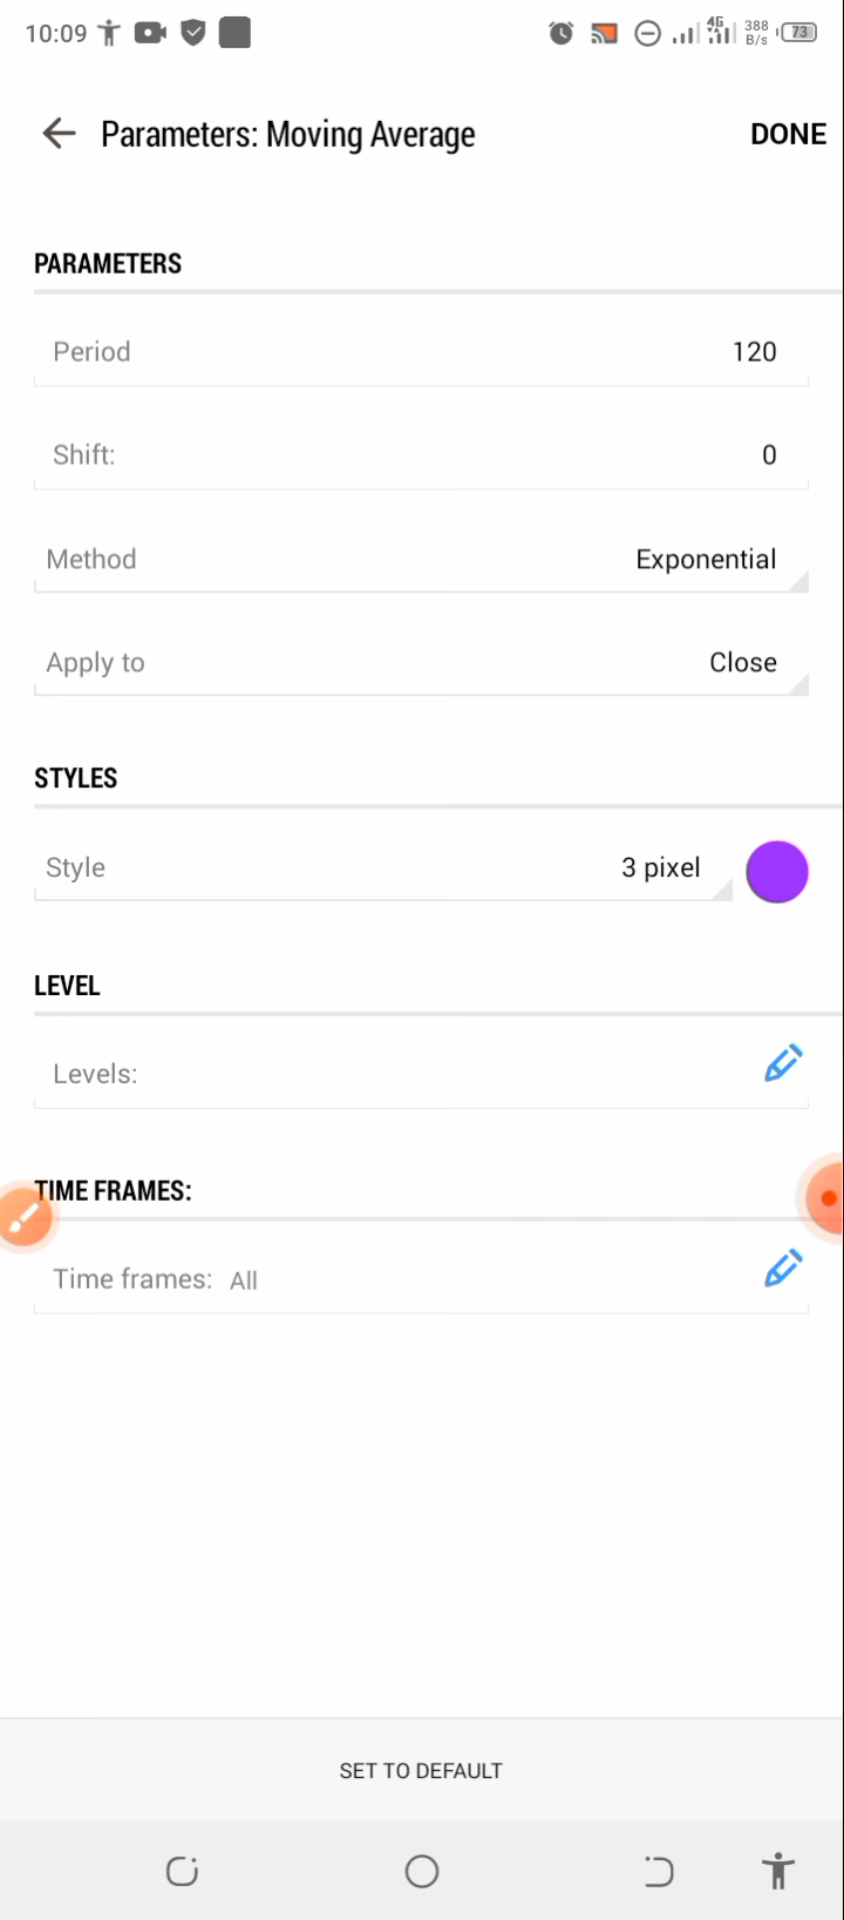 10:09 4G 388 B/s 73
Parameters: Moving Average DONE
PARAMETERS
Period 120
Shift: 0
Method Exponential
Apply to Close
STYLES
Style 3 pixel
LEVEL
Levels:
TIME FRAMES:
Time frames: All
SET TO DEFAULT